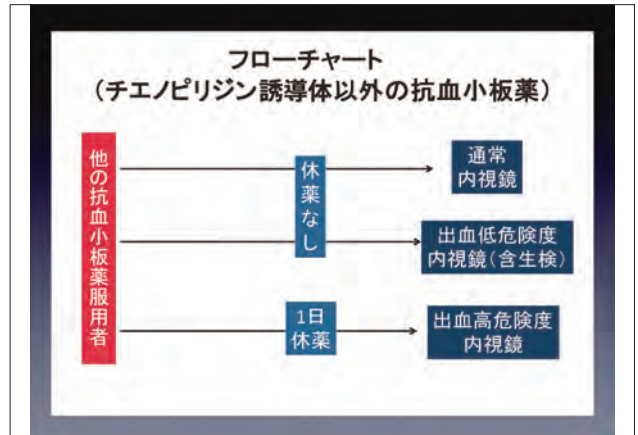 フローチャート
（チエノピリジン誘導体以外の抗血小板薬）
他の抗血小板薬服用者
休薬なし
通常
内視鏡
出血低危険度
内視鏡（含生検）
1日
休薬
出血高危険度
内視鏡